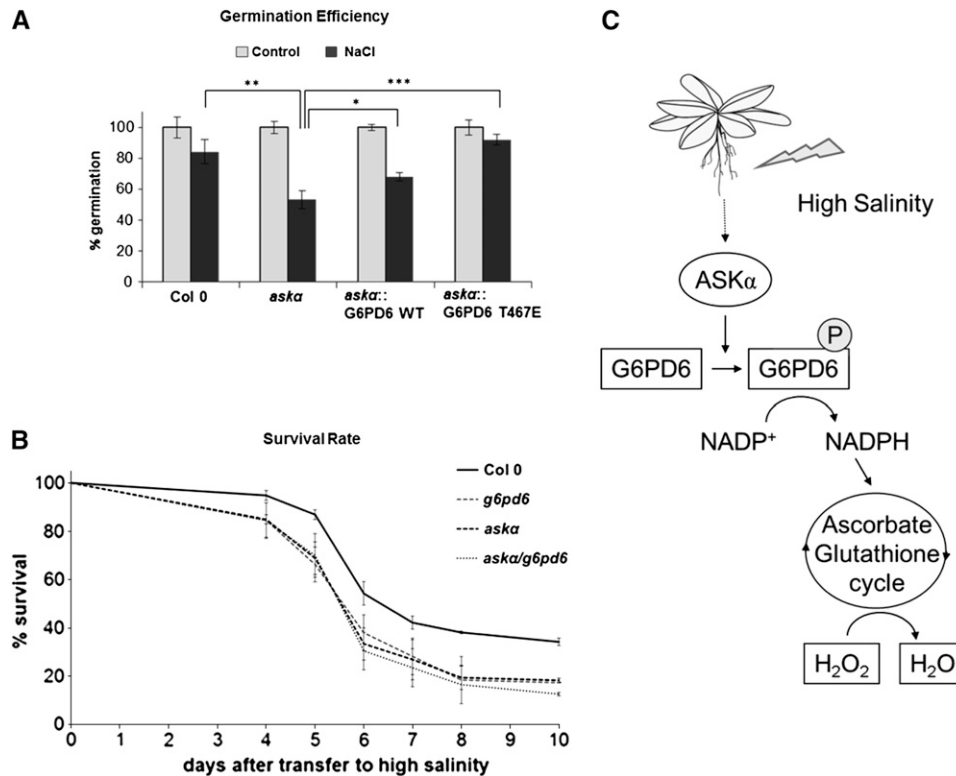 A
Germination Efficiency
Control NaCl
** *** *
% germination
100
80
60
40
20
0
Col 0 askα askα:: G6PD6 WT askα:: G6PD6 T467E
B
Survival Rate
Col 0
g6pd6
askα
askα/g6pd6
% survival
100
80
60
40
20
0
0 1 2 3 4 5 6 7 8 9 10
days after transfer to high salinity
C
High Salinity
ASKα
P
G6PD6 G6PD6
NADP+ NADPH
Ascorbate
Glutathione
cycle
H2O2 H2O